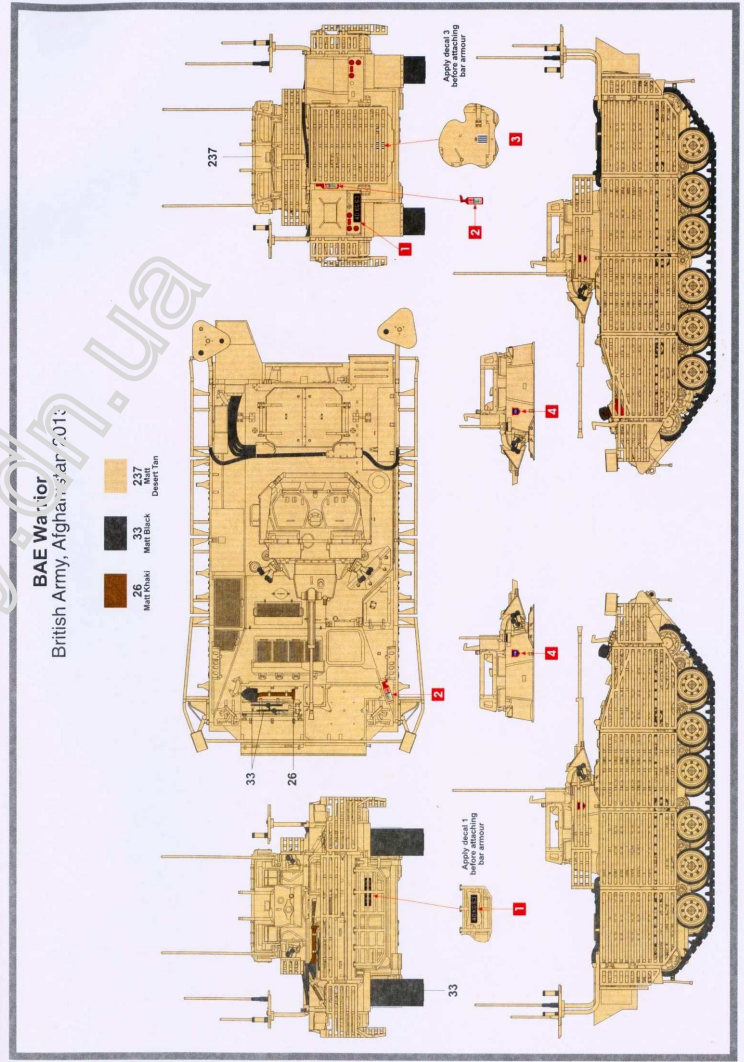 BAE Warrior
British Army, Afghanistan 2013
26
Matt Khaki
33
Matt Black
237
Matt
Desert Tan
237
33
26
33
1
Apply decal 1
before attaching
bar armour
2
4
4
1
2
3
Apply decal 3
before attaching
bar armour
.dn.ua